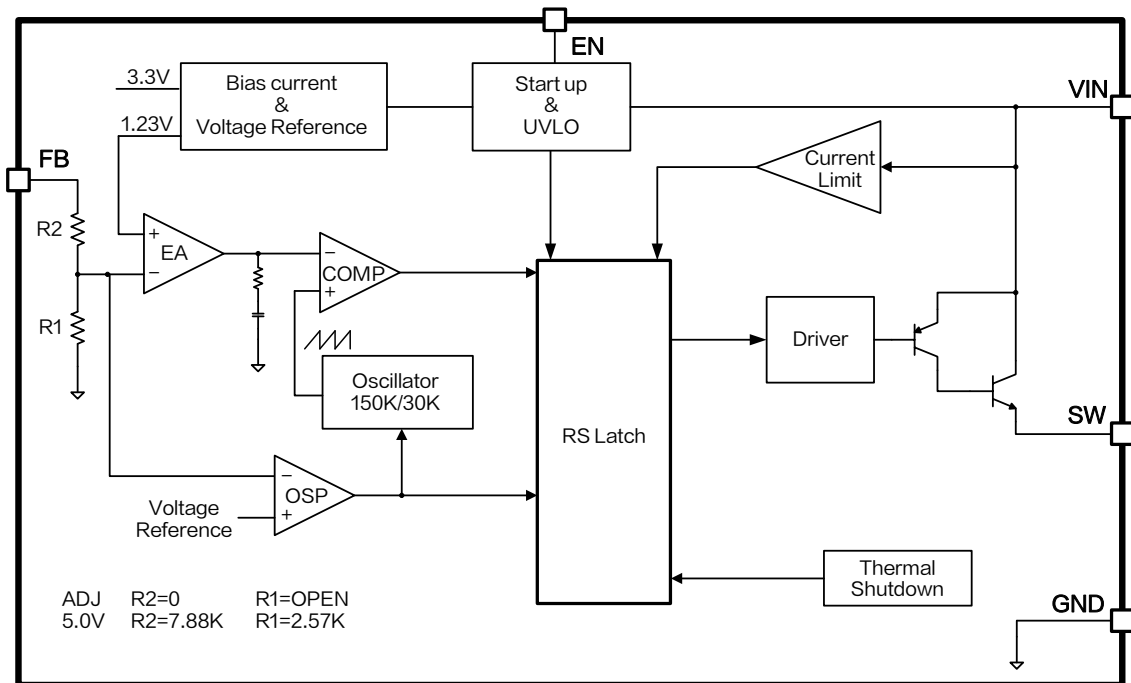 EN
3.3V
Bias current
&
Voltage Reference
Start up
&
UVLO
VIN
1.23V
FB
Current
Limit
R2
+
EA
−
−
COMP
+
R1
Oscillator
150K/30K
Driver
RS Latch
SW
−
OSP
+
Voltage
Reference
Thermal
Shutdown
ADJ R2=0 R1=OPEN
5.0V R2=7.88K R1=2.57K
GND